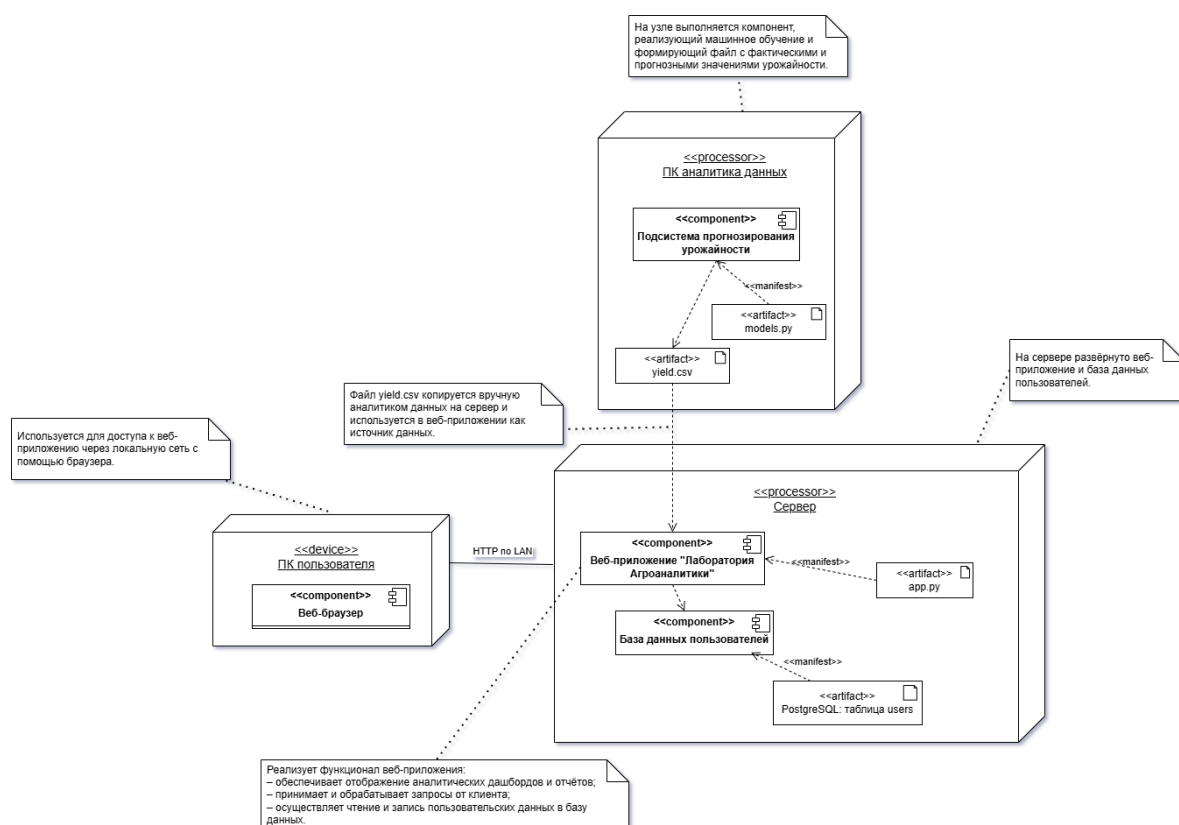 На узле выполняется компонент,
реализующий машинное обучение и
формирующий файл с фактическими и
прогнозными значениями урожайности.
<<processor>>
ПК аналитика данных
<<component>>
Подсистема прогнозирования
урожайности
<<manifest>>
<<artifact>>
models.py
<<artifact>>
yield.csv
На сервере развёрнуто веб-
приложение и база данных
пользователей.
Файл yield.csv копируется вручную
аналитиком данных на сервер и
используется в веб-приложении как
источник данных.
Используется для доступа к веб-
приложению через локальную сеть с
помощью браузера.
<<processor>>
Сервер
<<device>>
ПК пользователя
<<component>>
Веб-браузер
HTTP по LAN
<<component>>
Веб-приложение "Лаборатория
Агроаналитики"
<<manifest>>
<<artifact>>
app.py
<<component>>
База данных пользователей
<<manifest>>
<<artifact>>
PostgreSQL: таблица users
Реализует функционал веб-приложения:
– обеспечивает отображение аналитических дашбордов и отчётов;
– принимает и обрабатывает запросы от клиента;
– осуществляет чтение и запись пользовательских данных в базу
данных.